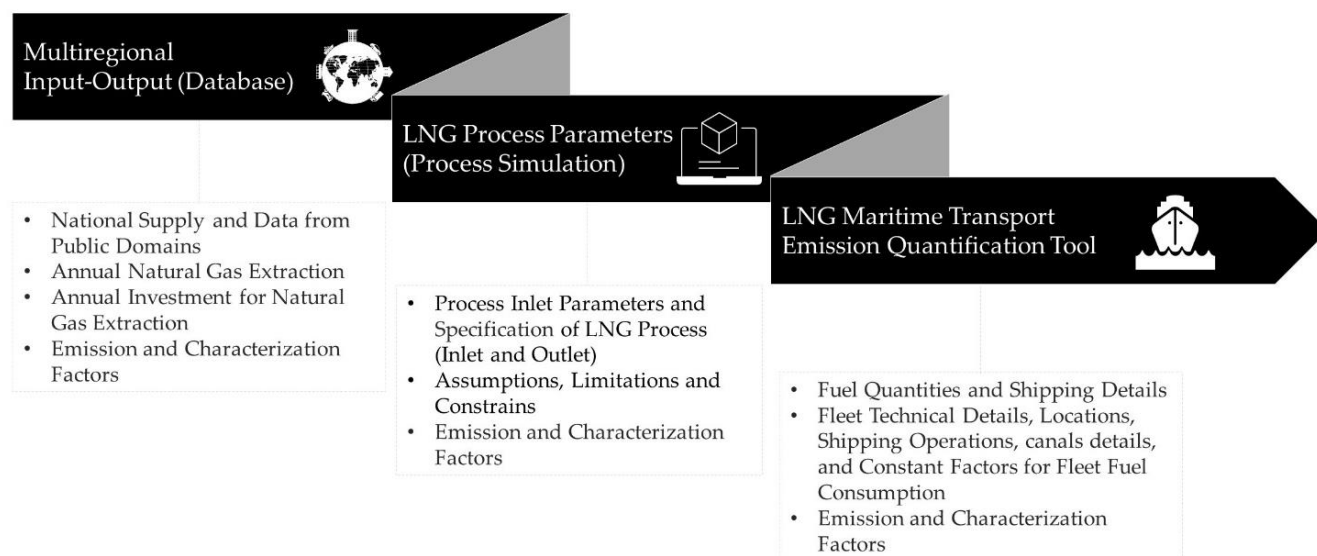 Multiregional
Input-Output (Database)
LNG Process Parameters
(Process Simulation)
LNG Maritime Transport
Emission Quantification Tool
• National Supply and Data from
Public Domains
• Annual Natural Gas Extraction
• Annual Investment for Natural
Gas Extraction
• Emission and Characterization
Factors
• Process Inlet Parameters and
Specification of LNG Process
(Inlet and Outlet)
• Assumptions, Limitations and
Constrains
• Emission and Characterization
Factors
• Fuel Quantities and Shipping Details
• Fleet Technical Details, Locations,
Shipping Operations, canals details,
and Constant Factors for Fleet Fuel
Consumption
• Emission and Characterization
Factors